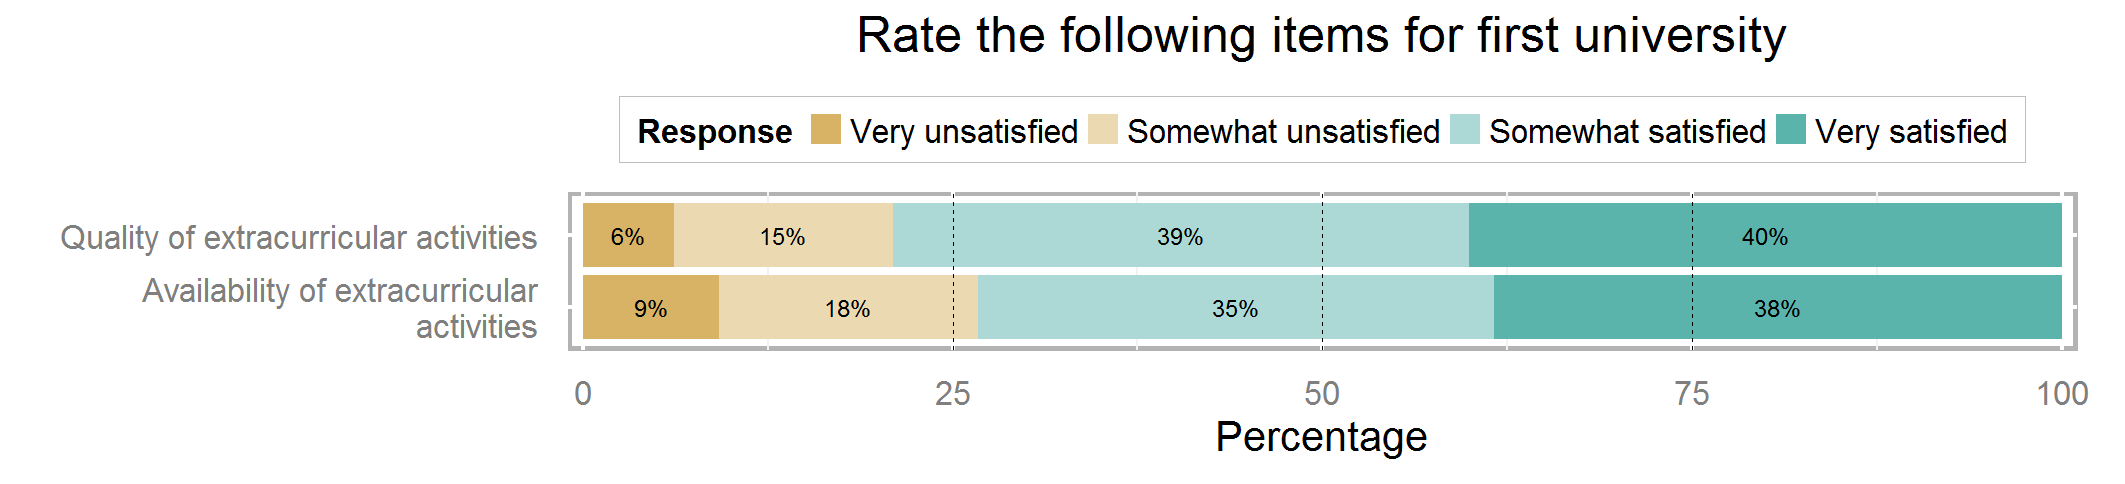 Rate the following items for first university
Response Very unsatisfied Somewhat unsatisfied Somewhat satisfied Very satisfied
Quality of extracurricular activities 6% 15% 39% 40%
Availability of extracurricular
activities
9% 18% 35% 38%
0 25 50 75 100
Percentage